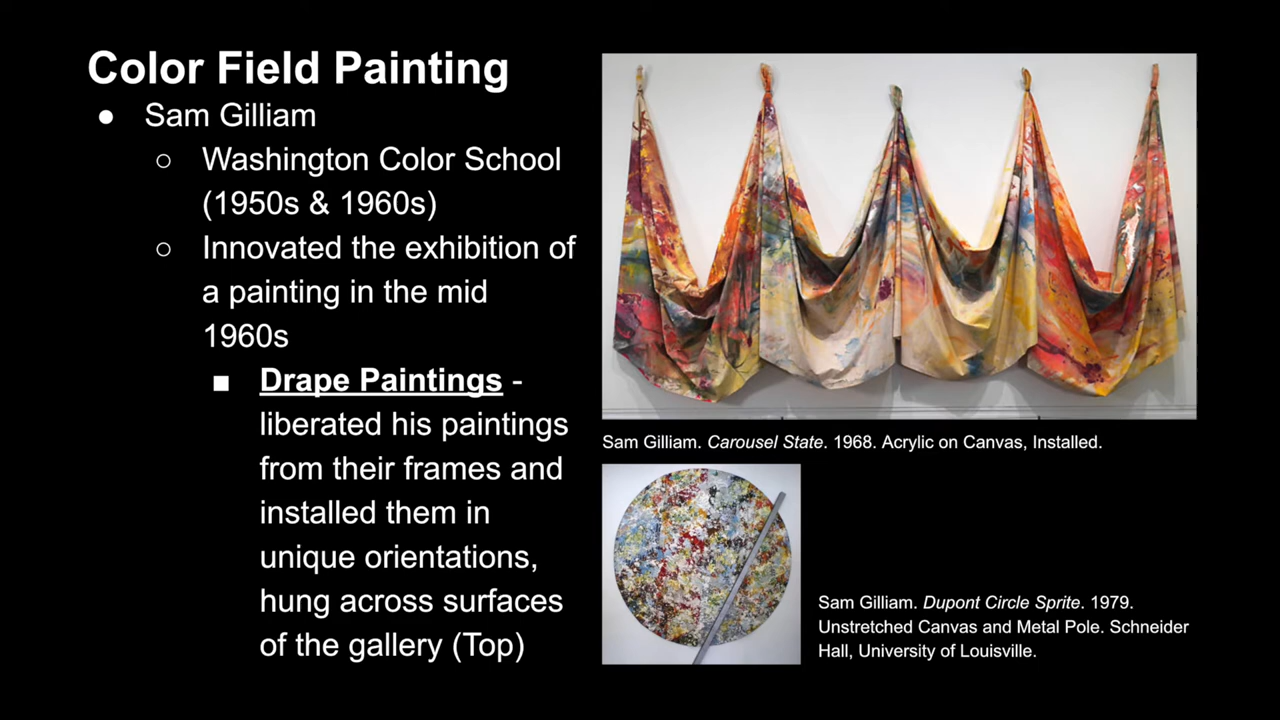 Color Field Painting
● Sam Gilliam
○ Washington Color School
(1950s & 1960s)
○ Innovated the exhibition of
a painting in the mid
1960s
■ Drape Paintings -
liberated his paintings
from their frames and
installed them in
unique orientations,
hung across surfaces
of the gallery (Top)
Sam Gilliam. Carousel State. 1968. Acrylic on Canvas, Installed.
Sam Gilliam. Dupont Circle Sprite. 1979.
Unstretched Canvas and Metal Pole. Schneider
Hall, University of Louisville.